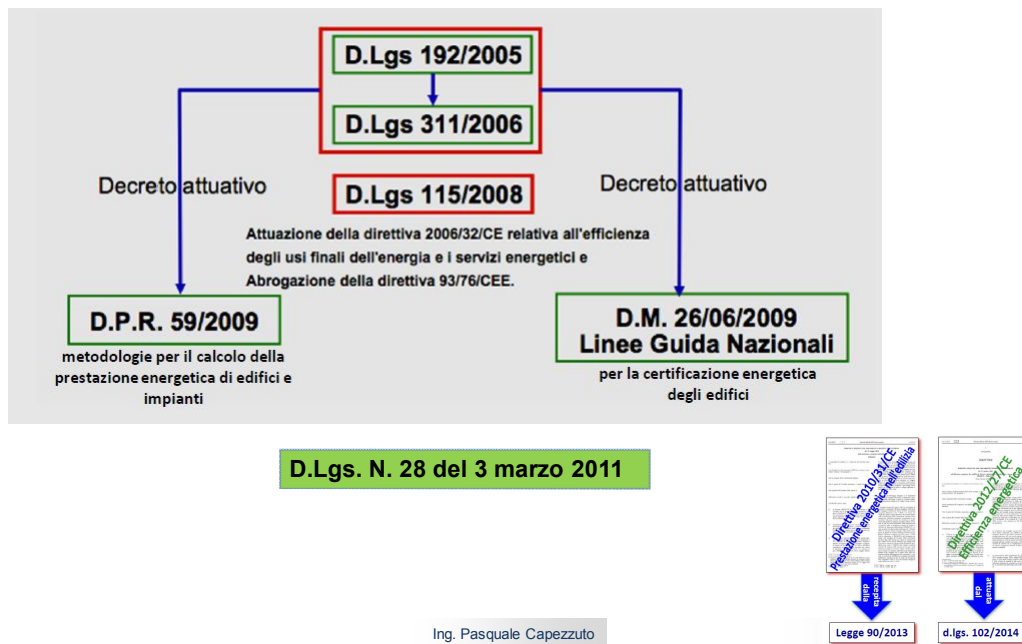 D.Lgs 192/2005
D.Lgs 311/2006
Decreto attuativo
Decreto attuativo
D.Lgs 115/2008
Attuazione della direttiva 2006/32/CE relativa all'efficienza
degli usi finali dell'energia e i servizi energetici e
Abrogazione della direttiva 93/76/CEE.
D.P.R. 59/2009
metodologie per il calcolo della
prestazione energetica di edifici e
impianti
D.M. 26/06/2009
Linee Guida Nazionali
per la certificazione energetica
degli edifici
D.Lgs. N. 28 del 3 marzo 2011
Direttiva 2010/31/CE
Prestazione energetica nell'edilizia
recepita
dalla
Legge 90/2013
Direttiva 2012/27/CE
Efficienza energetica
attuata
dal
d.lgs. 102/2014
Ing. Pasquale Capezzuto